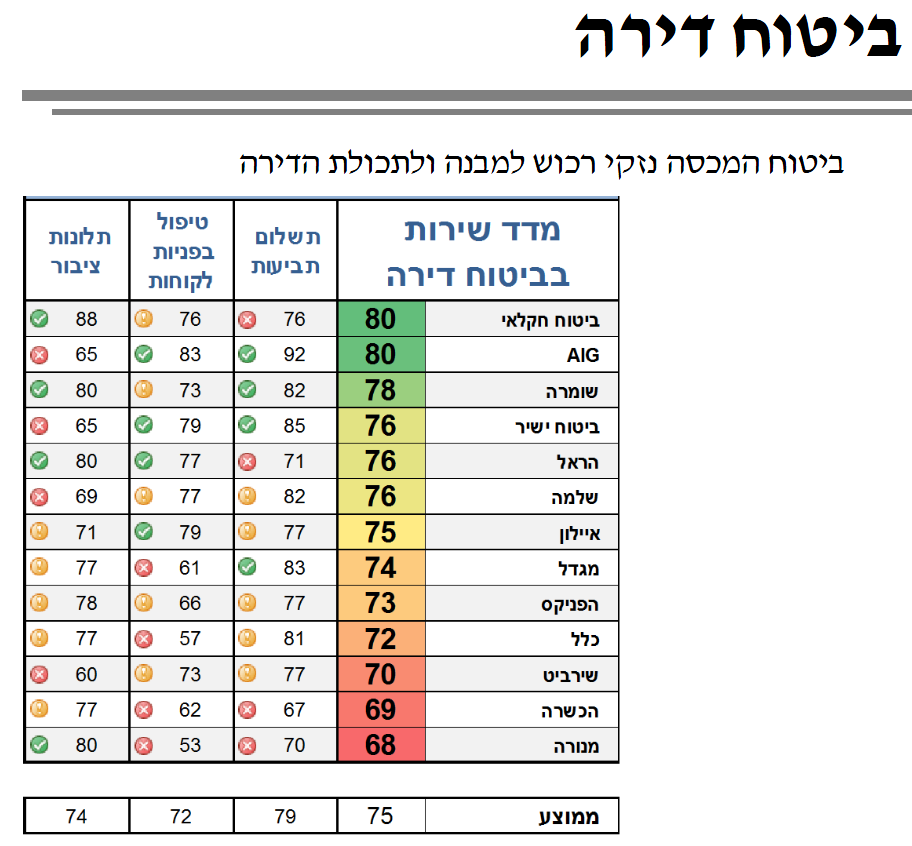 ביטוח דירה
ביטוח המכסה נזקי רכוש למבנה ולתכולת הדירה
מדד שירות בביטוח דירה תשלום תביעות טיפול בפניות לקוחות תלונות ציבור
ביטוח חקלאי 80 76 76 88
AIG 80 92 83 65
שומרה 78 82 73 80
ביטוח ישיר 76 85 79 65
הראל 76 71 77 80
שלמה 76 82 77 69
איילון 75 77 79 71
מגדל 74 83 61 77
הפניקס 73 77 66 78
כלל 72 81 57 77
שירביט 70 77 73 60
הכשרה 69 67 62 77
מנורה 68 70 53 80
ממוצע 75 79 72 74